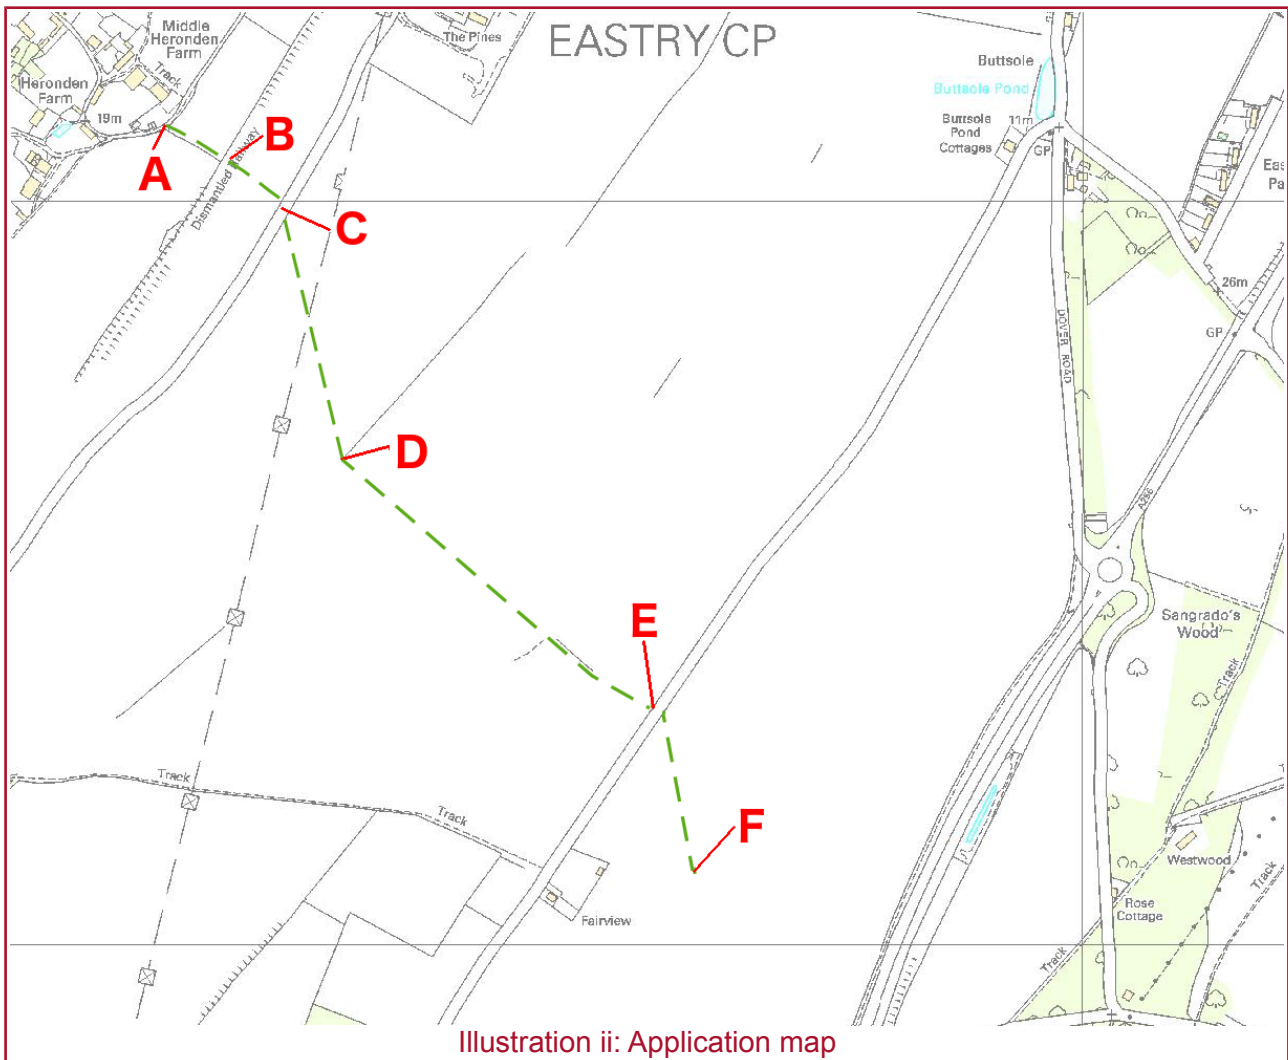 Middle
Heronden
Farm
Track
Heronden
Farm
19m
The Pines
EASTRY CP
Buttsole
Buttsole Pond
Buttsole
Pond
Cottages
11m
GP
Eas
Pa
A
B
Dismantled Railway
C
26m
GP
DOVER ROAD
D
A256
E
Sangrado's
Wood
Track
Track
Track
F
Westwood
Track
Rose
Cottage
Fairview
Track
Illustration ii: Application map